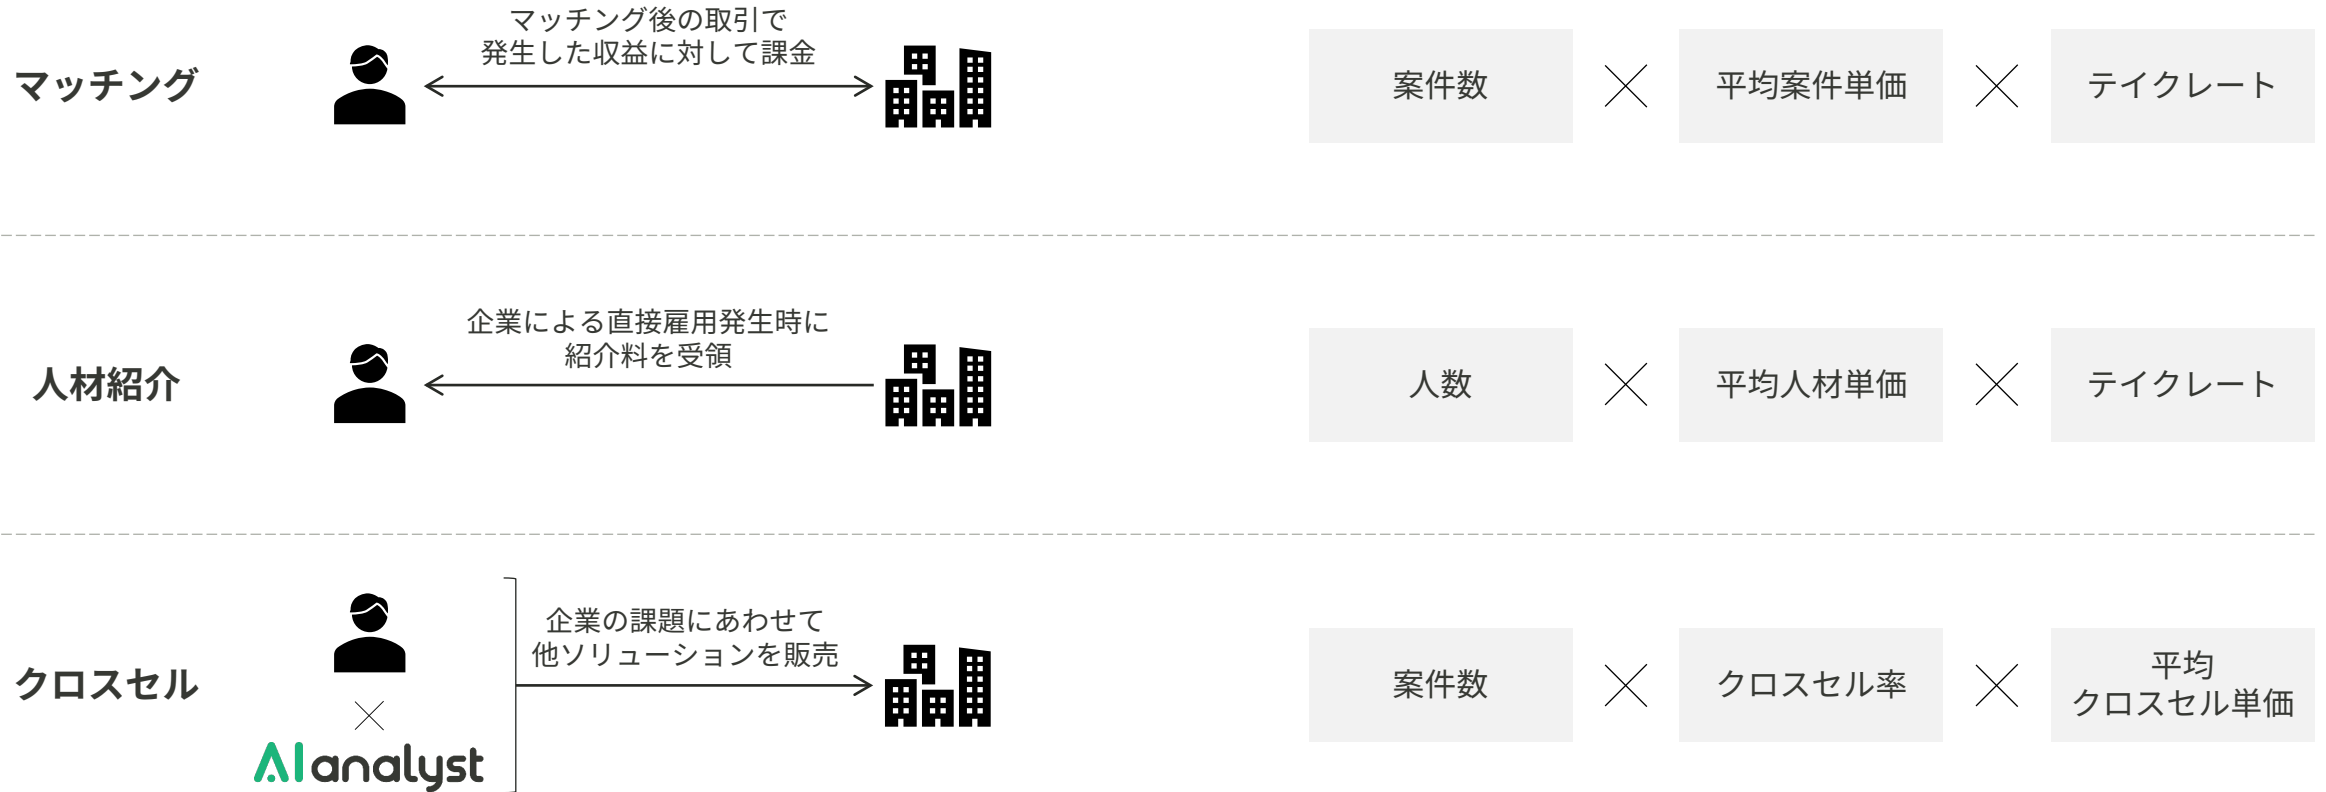 マッチング
マッチング後の取引で
発生した収益に対して課金
案件数
平均案件単価
テイクレート
人材紹介
企業による直接雇用発生時に
紹介料を受領
人数
平均人材単価
テイクレート
クロスセル
AI analyst
企業の課題にあわせて
他ソリューションを販売
案件数
クロスセル率
平均
クロスセル単価